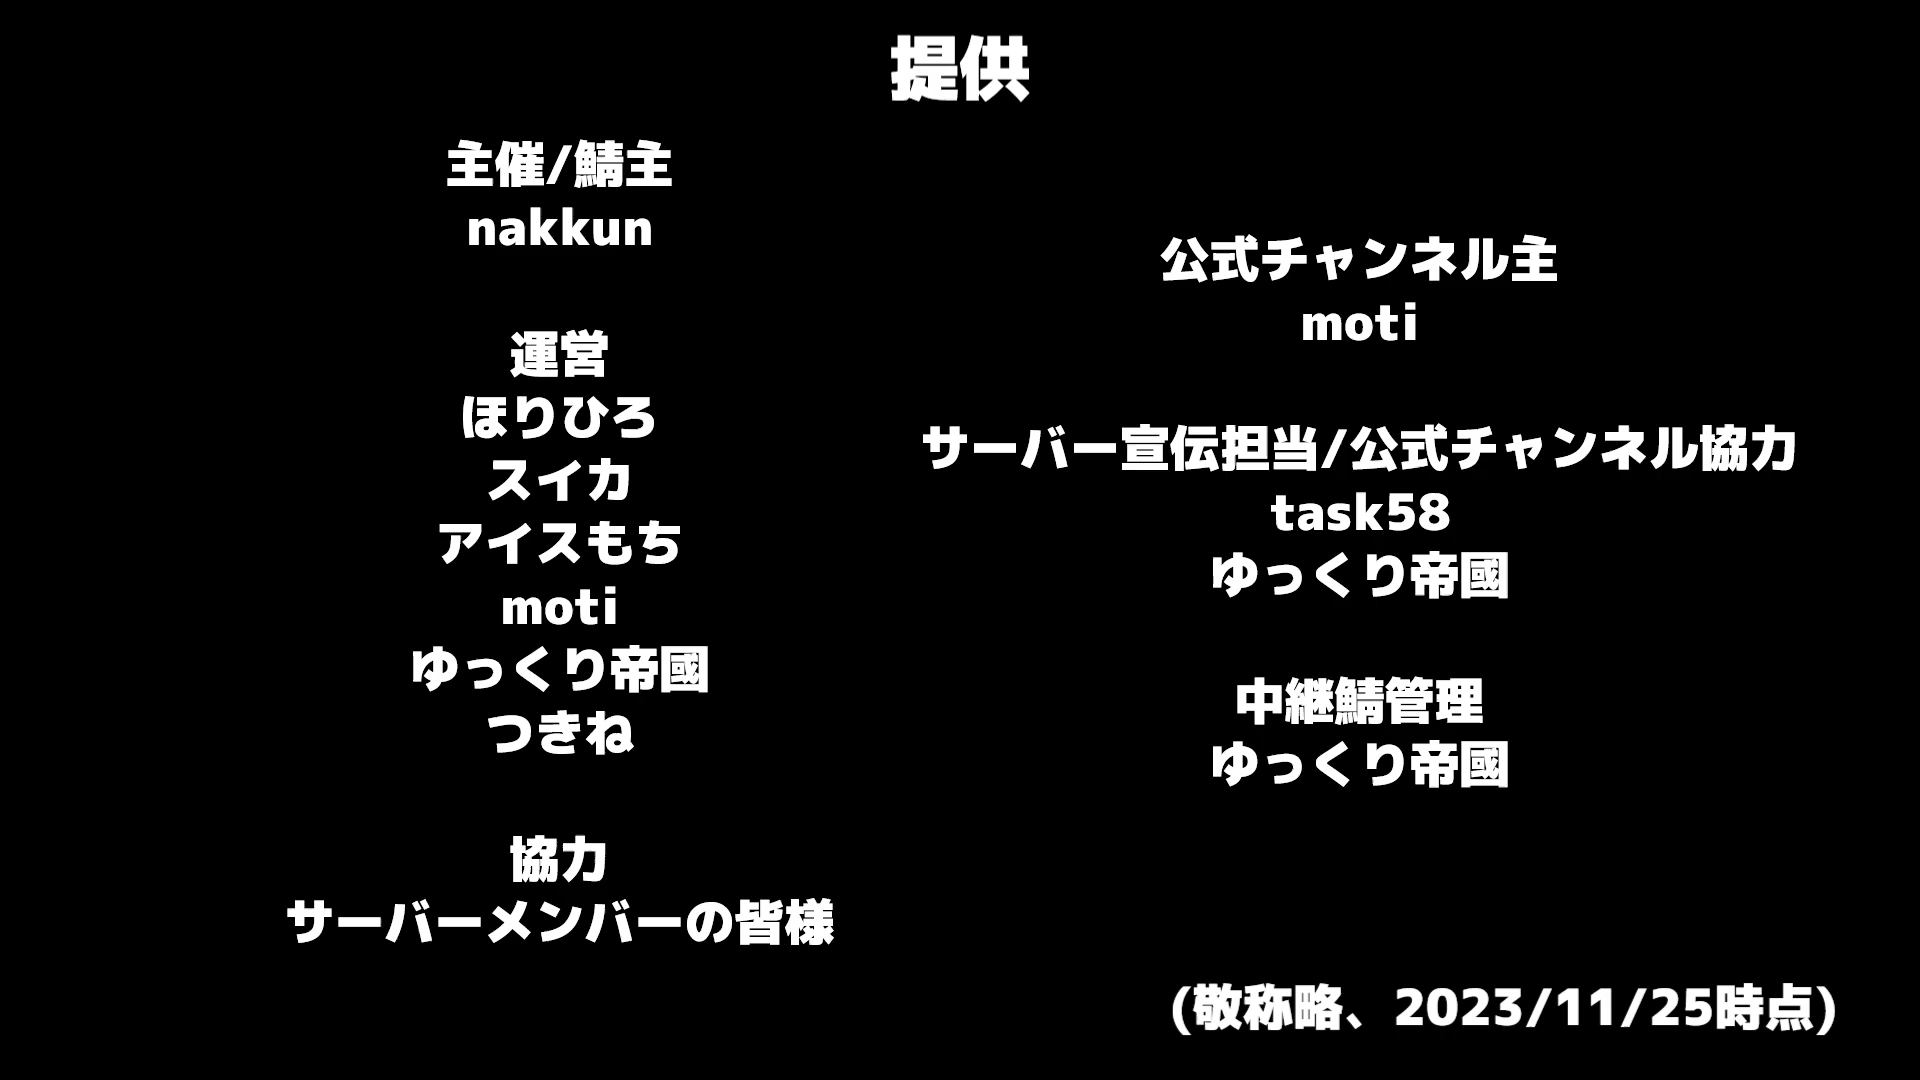 提供
主催/鯖主
nakkun
運営
ほりひろ
スイカ
アイスもち
moti
ゆっくり帝國
つきね
協力
サーバーメンバーの皆様
公式チャンネル主
moti
サーバー宣伝担当/公式チャンネル協力
task58
ゆっくり帝國
中継鯖管理
ゆっくり帝國
(敬称略、2023/11/25時点)